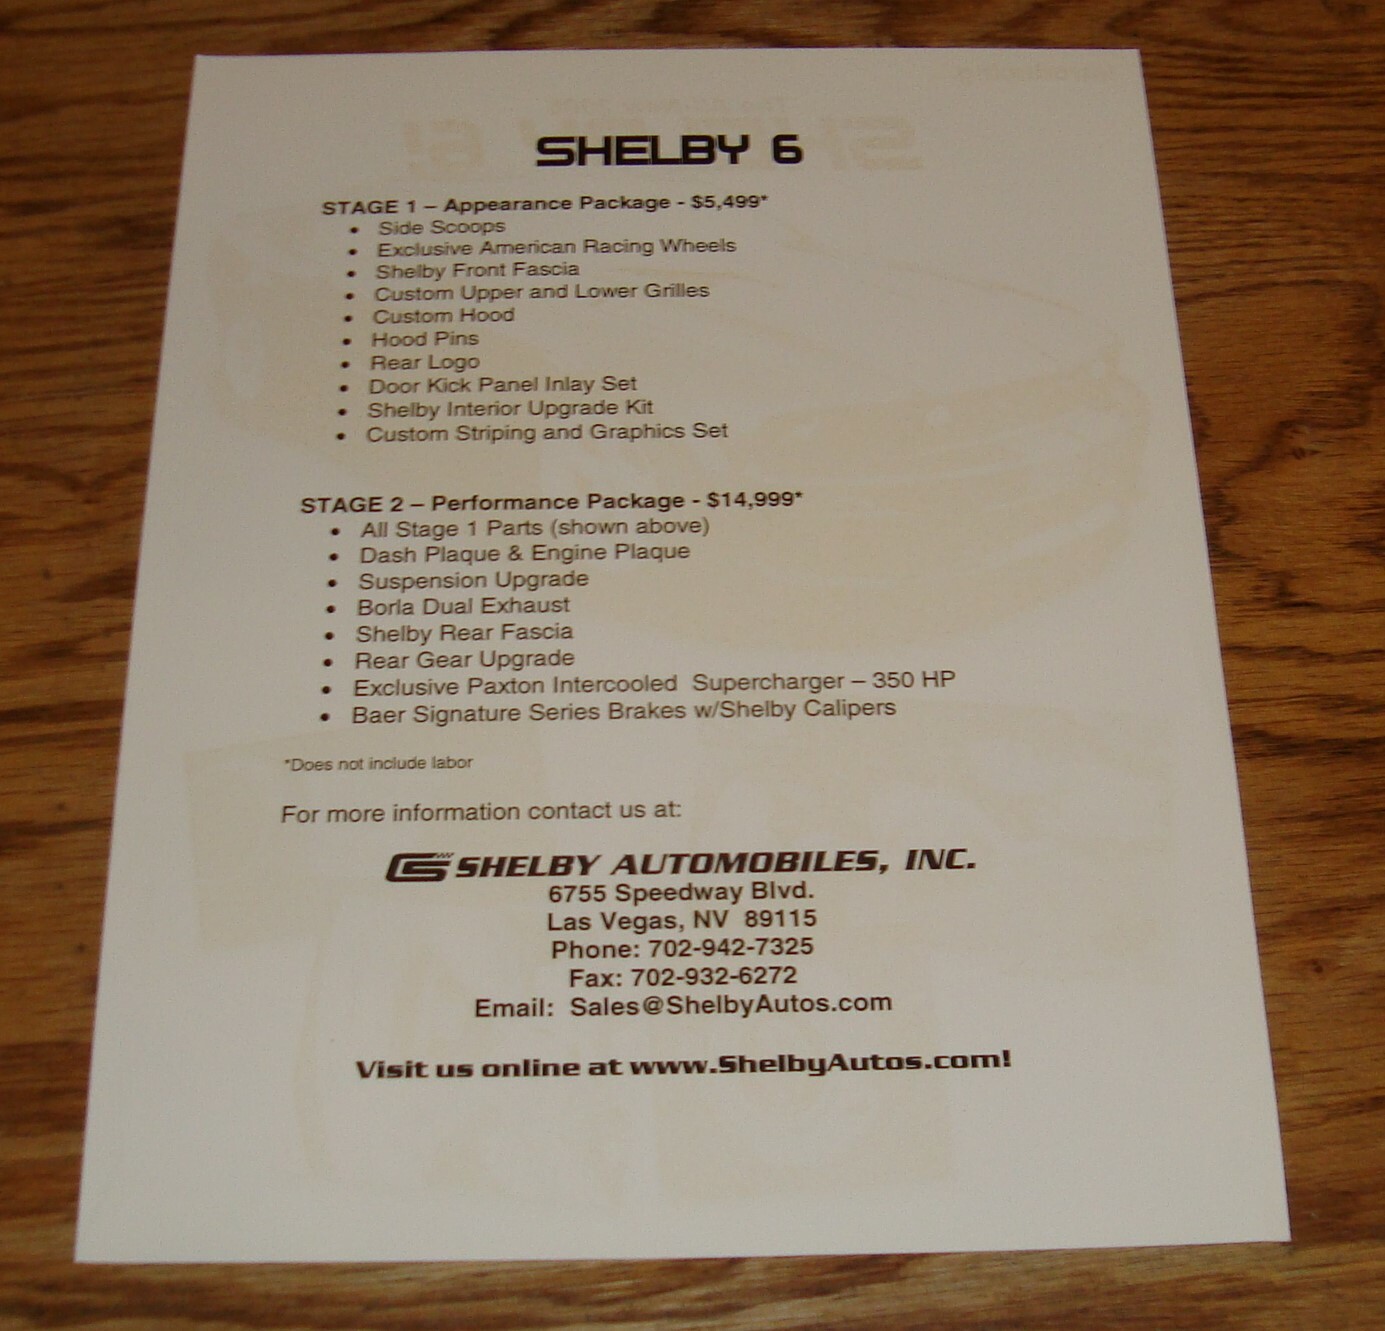 SHELBY 6
STAGE 1 – Appearance Package - $5,499*
• Side Scoops
• Exclusive American Racing Wheels
• Shelby Front Fascia
• Custom Upper and Lower Grilles
• Custom Hood
• Hood Pins
• Rear Logo
• Door Kick Panel Inlay Set
• Shelby Interior Upgrade Kit
• Custom Striping and Graphics Set
STAGE 2 – Performance Package - $14,999*
• All Stage 1 Parts (shown above)
• Dash Plaque & Engine Plaque
• Suspension Upgrade
• Borla Dual Exhaust
• Shelby Rear Fascia
• Rear Gear Upgrade
• Exclusive Paxton Intercooled Supercharger – 350 HP
• Baer Signature Series Brakes w/Shelby Calipers
*Does not include labor
For more information contact us at:
CS SHELBY AUTOMOBILES, INC.
6755 Speedway Blvd.
Las Vegas, NV 89115
Phone: 702-942-7325
Fax: 702-932-6272
Email: Sales@ShelbyAutos.com
Visit us online at www.ShelbyAutos.com!